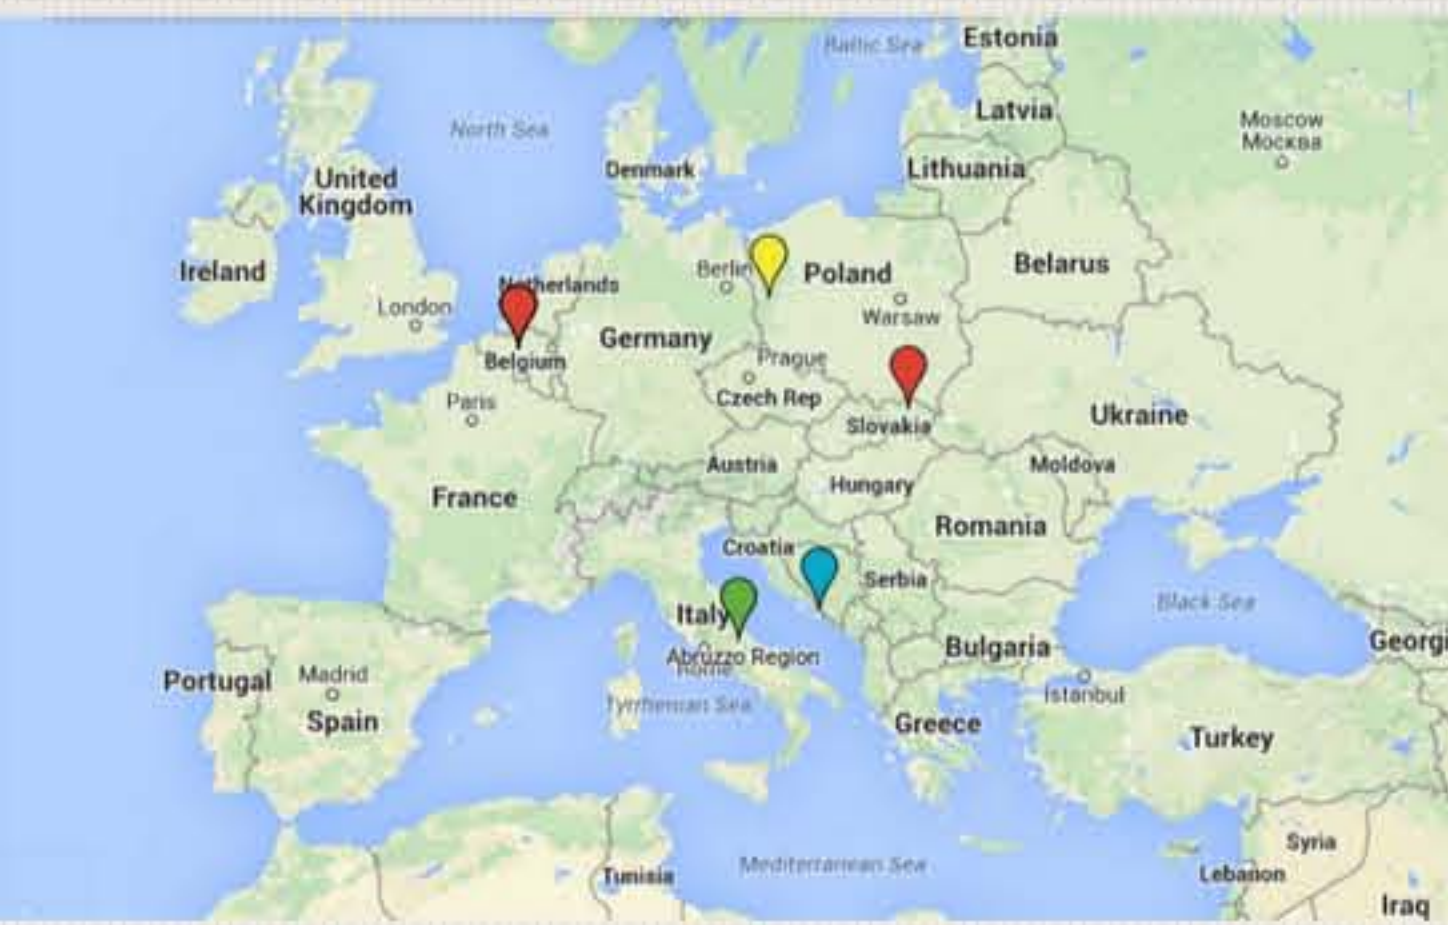 Baltic Sea
Estonia
Latvia
Moscow
Москва
North Sea
Denmark
Lithuania
United
Kingdom
Ireland
Netherlands
Berlin
Poland
Belarus
London
Warsaw
Germany
Belgium
Prague
Paris
Czech Rep
Slovakia
Ukraine
Austria
Moldova
Hungary
France
Romania
Croatia
Serbia
Black Sea
Italy
Bulgaria
Georgi
Abruzzo Region
Rome
Portugal
Madrid
Istanbul
Tyrrhenian Sea
Spain
Greece
Turkey
Syria
Mediterranean Sea
Tunisia
Lebanon
Iraq